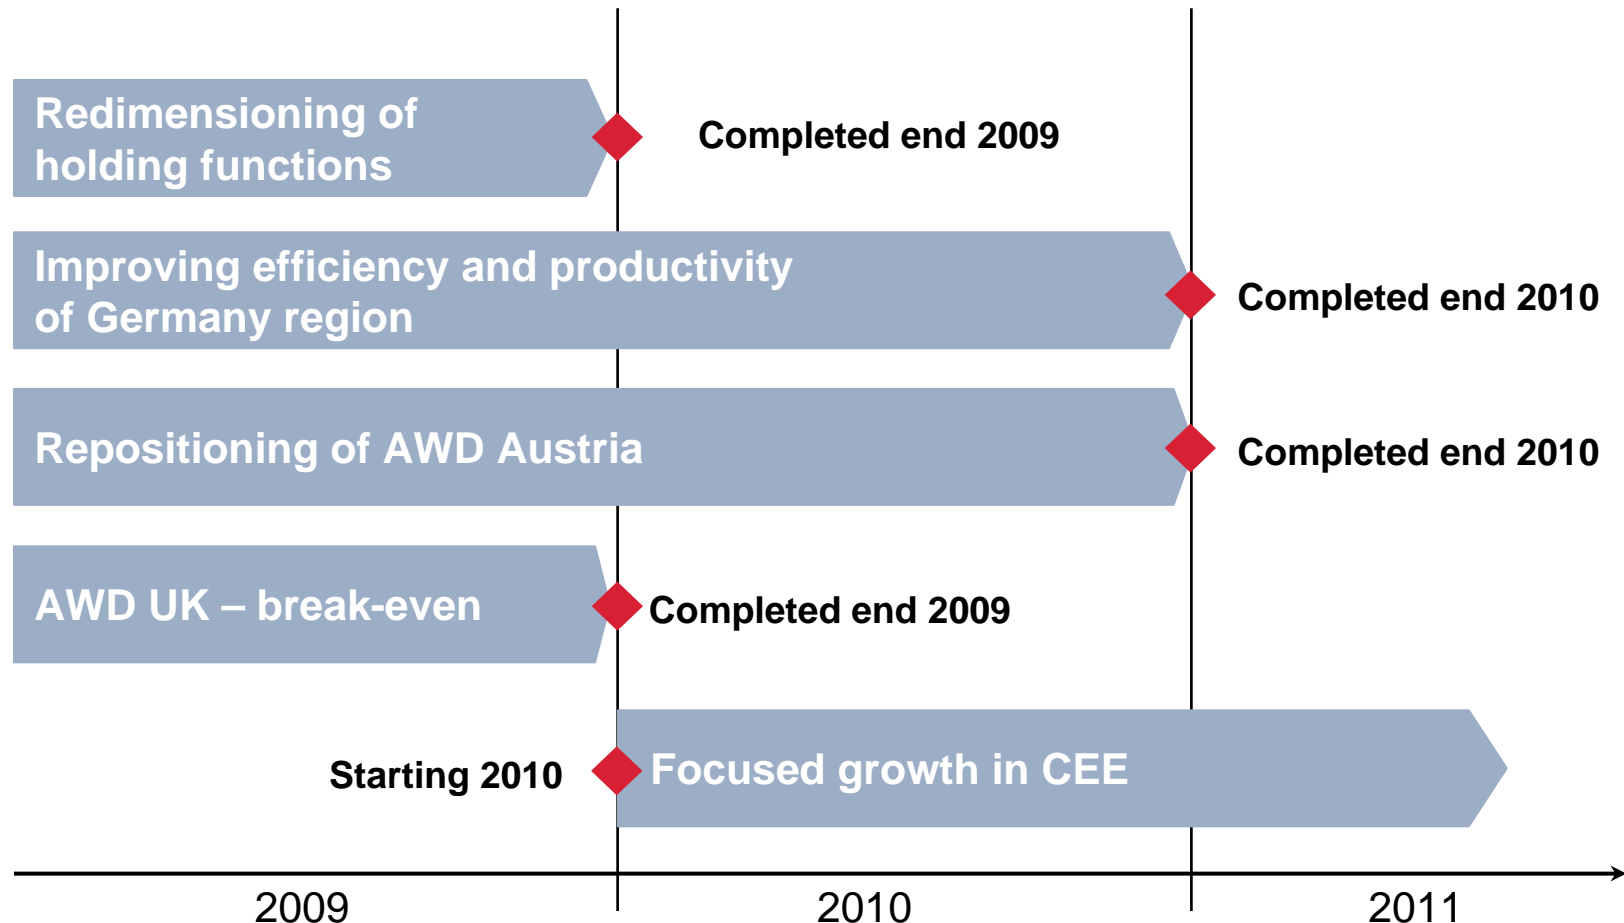 Redimensioning of
holding functions
Completed end 2009
Improving efficiency and productivity
of Germany region
Completed end 2010
Repositioning of AWD Austria
Completed end 2010
AWD UK – break-even
Completed end 2009
Starting 2010
Focused growth in CEE
2009
2010
2011